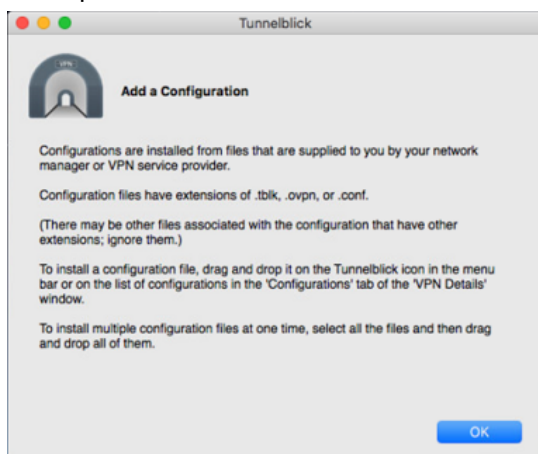 Tunnelblick
VPN
Add a Configuration
Configurations are installed from files that are supplied to you by your network
manager or VPN service provider.
Configuration files have extensions of .tblk, .ovpn, or .conf.
(There may be other files associated with the configuration that have other
extensions; ignore them.)
To install a configuration file, drag and drop it on the Tunnelblick icon in the menu
bar or on the list of configurations in the 'Configurations' tab of the 'VPN Details'
window.
To install multiple configuration files at one time, select all the files and then drag
and drop all of them.
OK